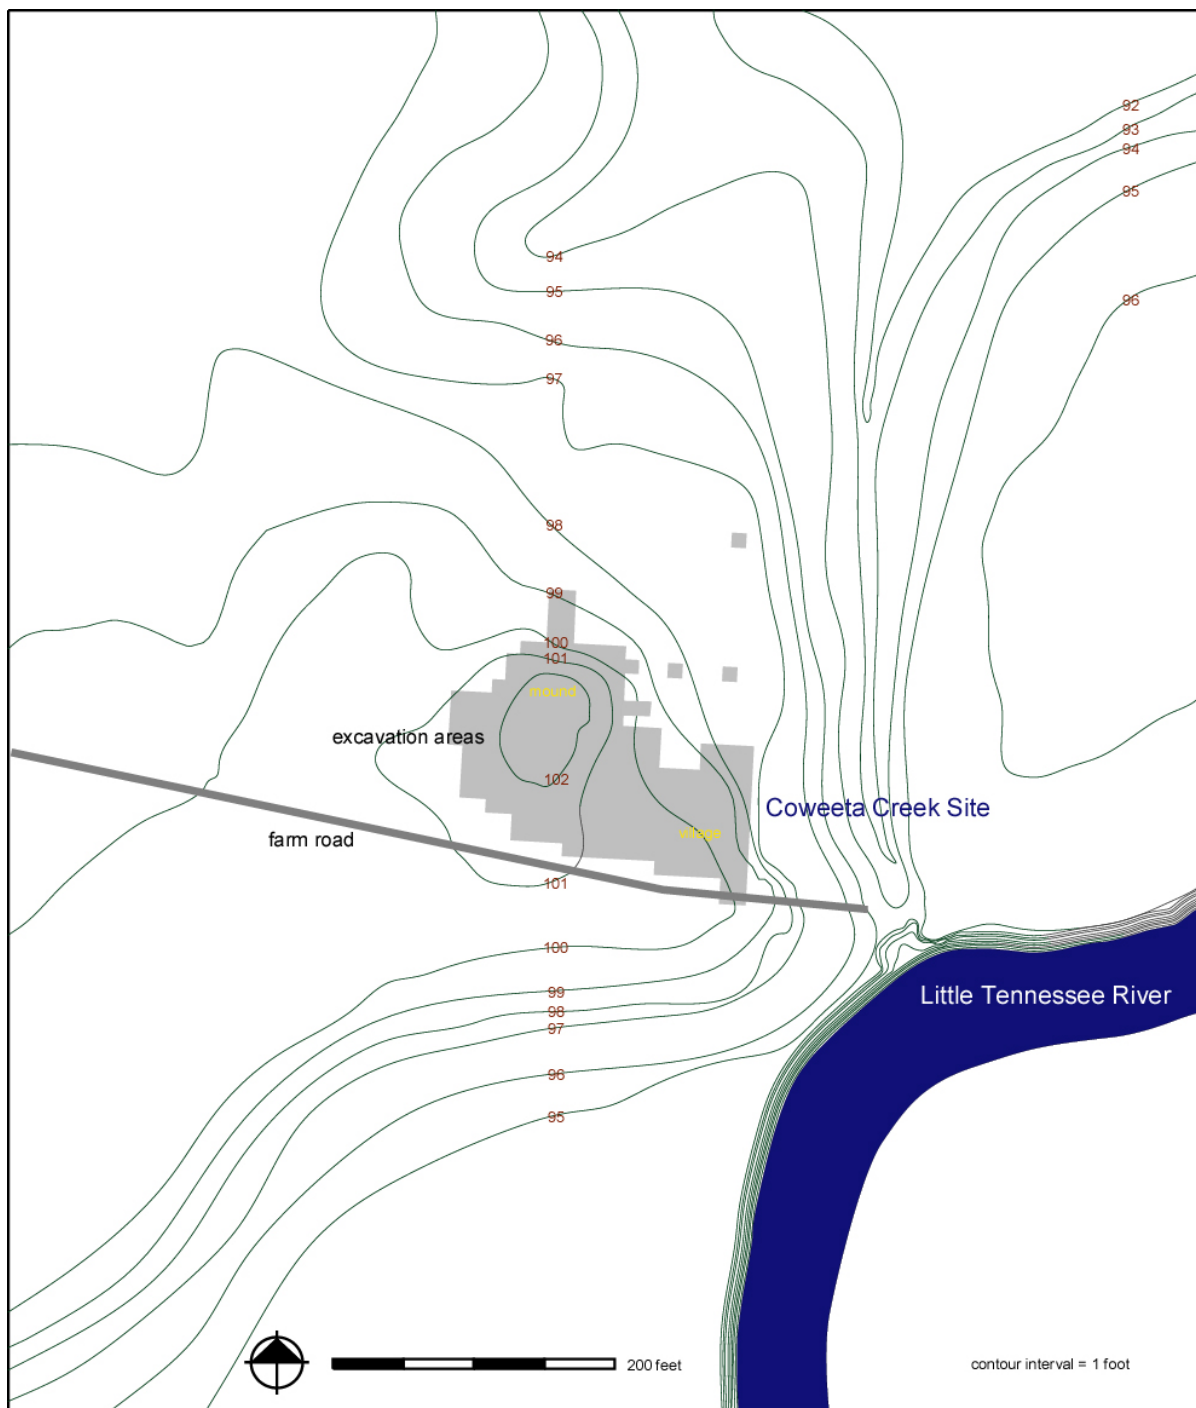 92
93
94
95
94
95
96
96
97
98
99
100
101
mound
excavation areas
102
Coweeta Creek Site
village
farm road
101
100
99
Little Tennessee River
98
97
96
95
200 feet
contour interval = 1 foot